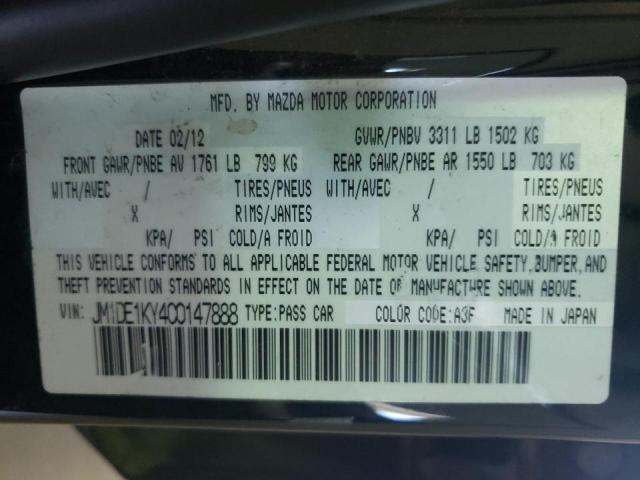 MFD. BY MAZDA MOTOR CORPORATION
DATE 02/12 GVWR/PNBV 3311 LB 1502 KG
FRONT GAWR/PNBE AV 1761 LB 799 KG REAR GAWR/PNBE AR 1550 LB 703 KG
WITH/AVEC / TIRES/PNEUS WITH/AVEC / TIRES/PNEUS
X RIMS/JANTES X RIMS/JANTES
KPA/ PSI COLD/A FROID KPA/ PSI COLD/A FROID
THIS VEHICLE CONFORMS TO ALL APPLICABLE FEDERAL MOTOR VEHICLE SAFETY,BUMPER,AND
THEFT PREVENTION STANDARDS IN EFFECT ON THE DATE OF MANUFACTURE SHOWN ABOVE.
VIN: JM1DE1KY4C0147888 TYPE:PASS CAR COLOR CODE:A3F MADE IN JAPAN